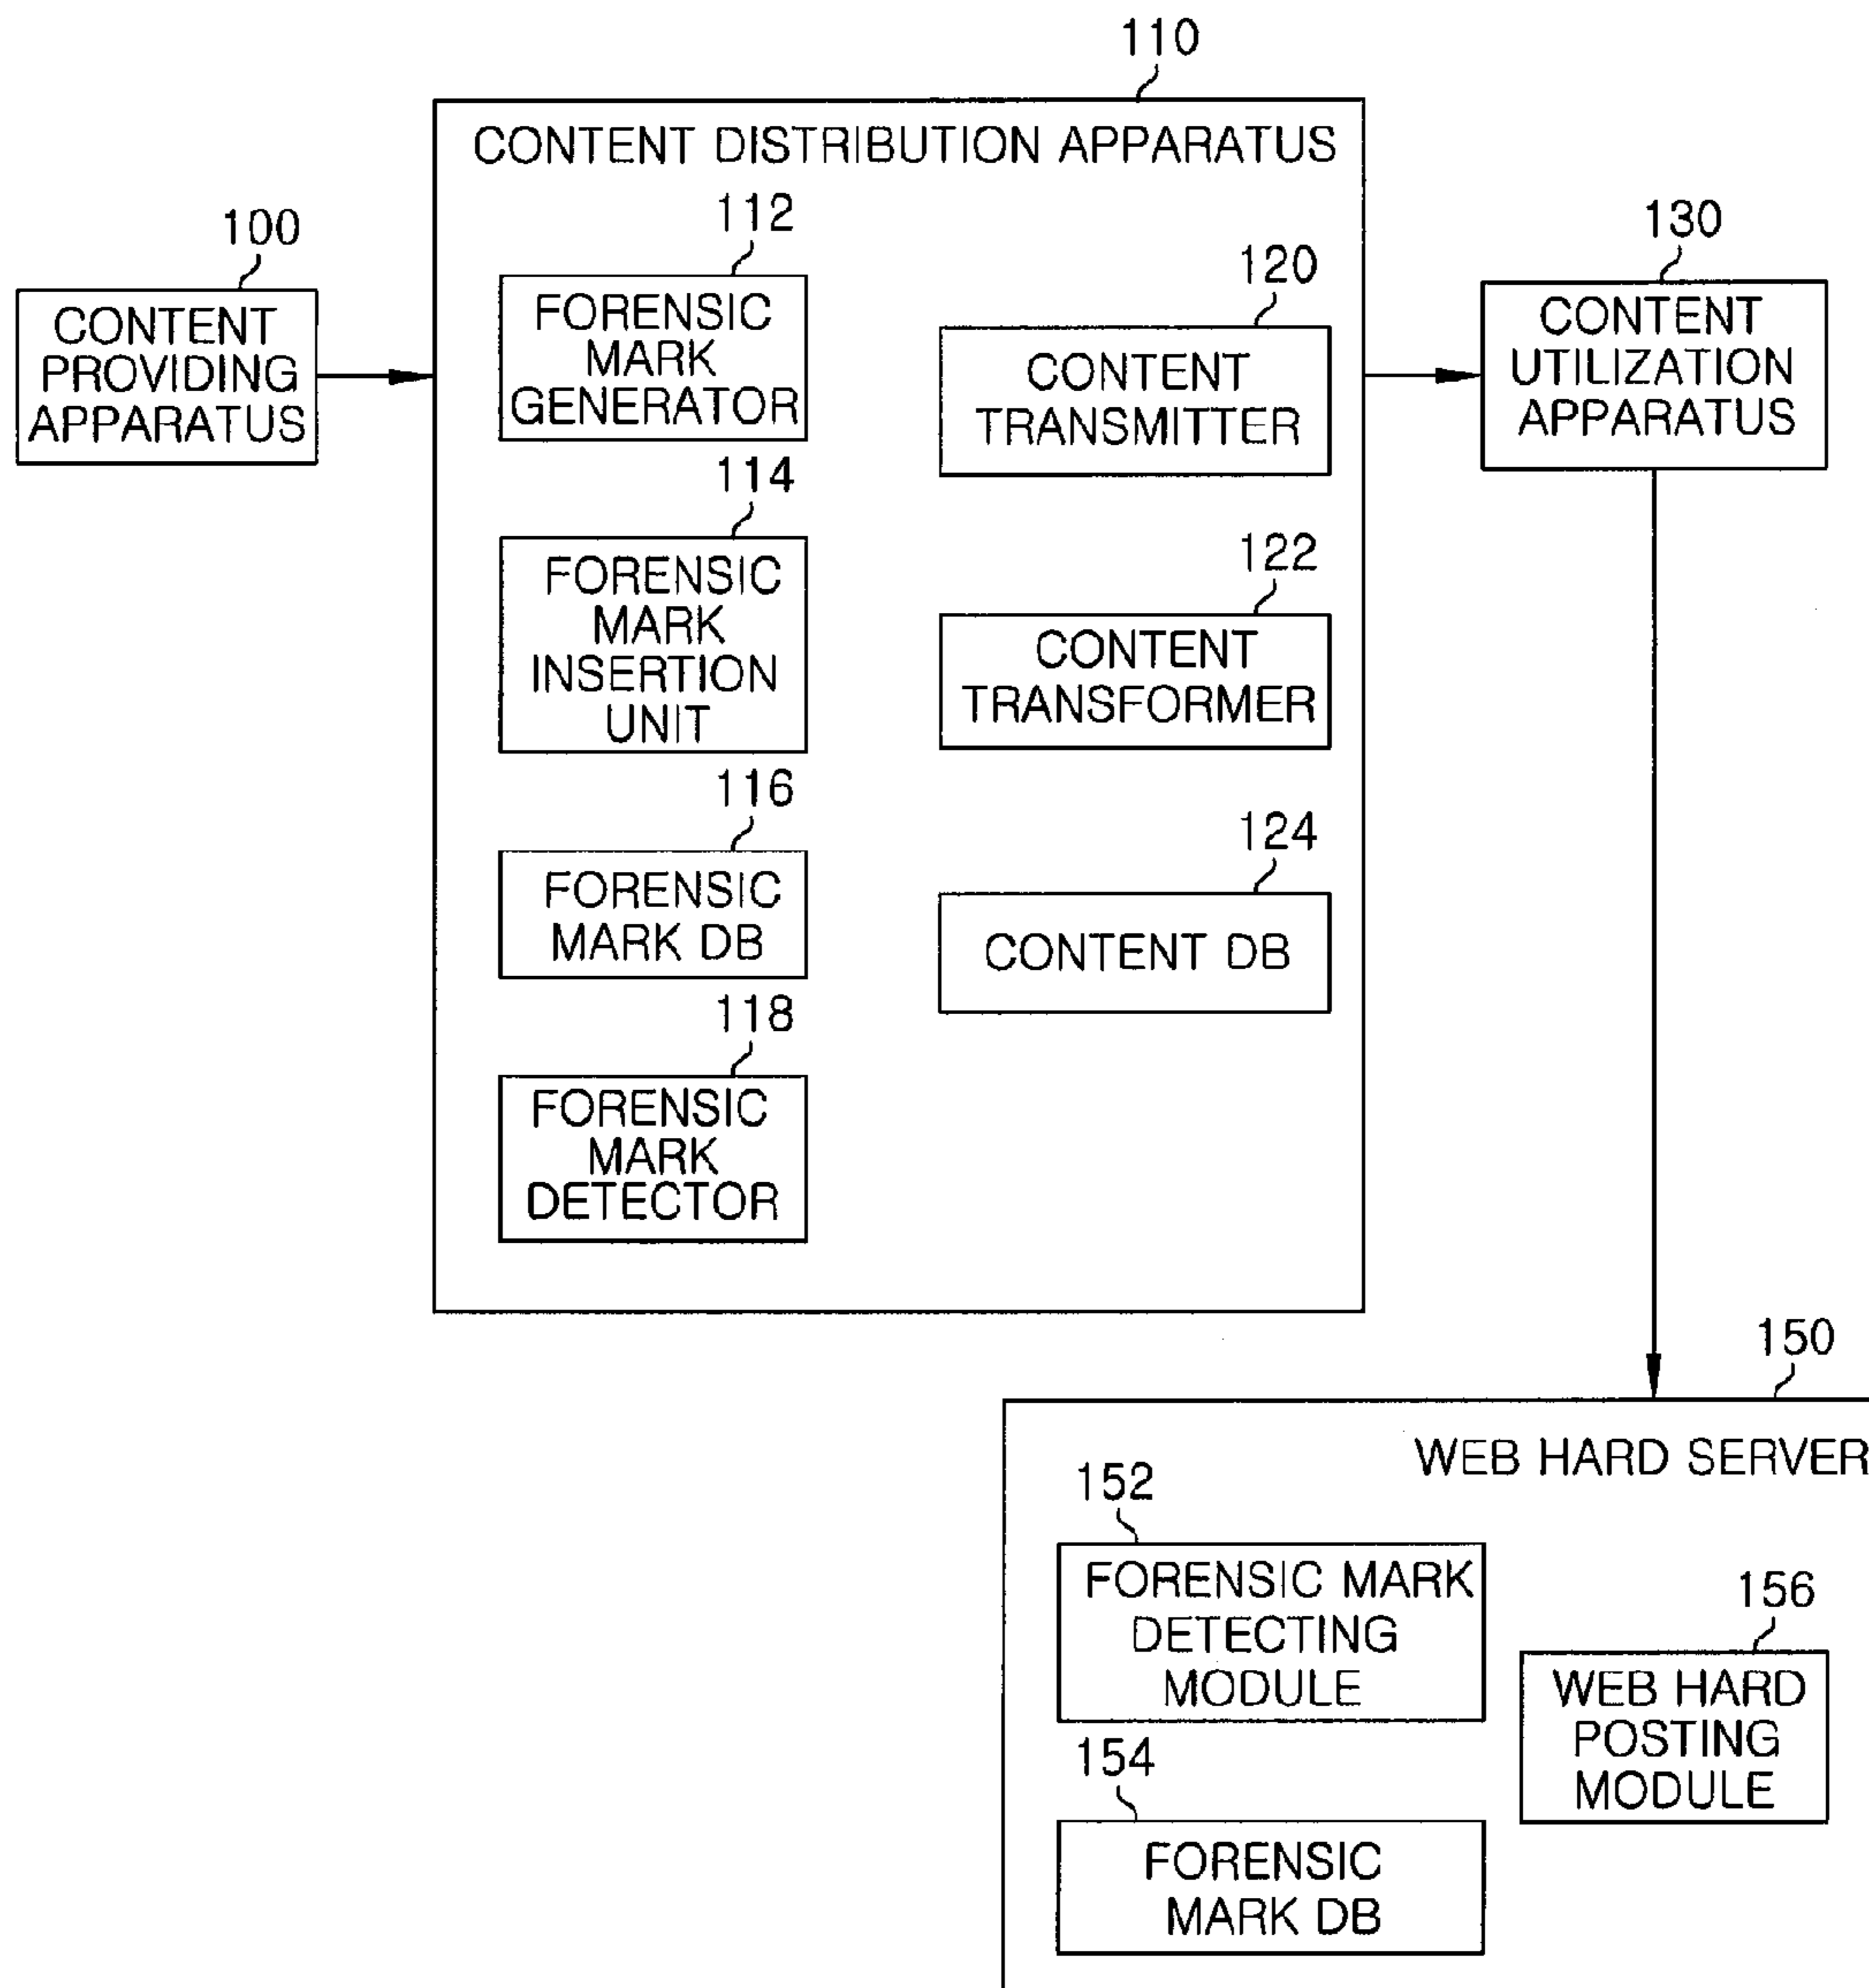 110
CONTENT DISTRIBUTION APPARATUS
100
CONTENT
PROVIDING
APPARATUS
112
FORENSIC
MARK
GENERATOR
114
FORENSIC
MARK
INSERTION
UNIT
116
FORENSIC
MARK DB
118
FORENSIC
MARK
DETECTOR
120
CONTENT
TRANSMITTER
122
CONTENT
TRANSFORMER
124
CONTENT DB
130
CONTENT
UTILIZATION
APPARATUS
150
WEB HARD SERVER
152
FORENSIC MARK
DETECTING
MODULE
154
FORENSIC
MARK DB
156
WEB HARD
POSTING
MODULE